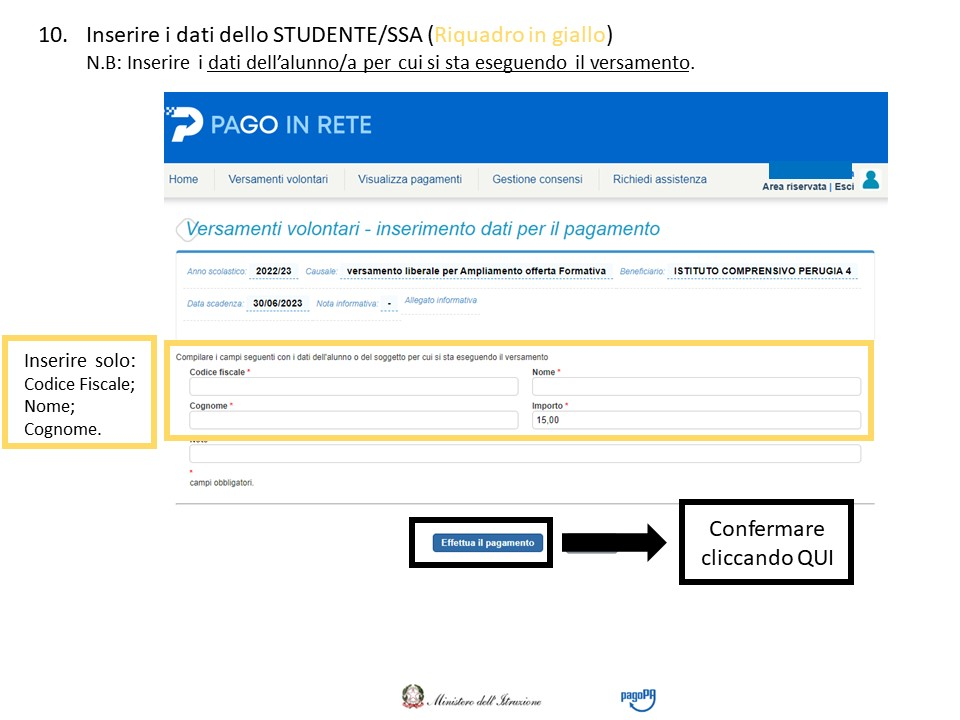 10. Inserire i dati dello STUDENTE/SSA (Riquadro in giallo)
N.B: Inserire i dati dell'alunno/a per cui si sta eseguendo il versamento.
PAGO IN RETE
Home Versamenti volontari Visualizza pagamenti Gestione consensi Richiedi assistenza
Area riservata | Esci
Versamenti volontari - inserimento dati per il pagamento
Anno scolastico: 2022/23 Causale: versamento liberale per Ampliamento offerta Formativa Beneficiario: ISTITUTO COMPRENSIVO PERUGIA 4
Data scadenza: 30/06/2023 Nota informativa: - Allegato informativa
Inserire solo:
Codice Fiscale;
Nome;
Cognome.
Compilare i campi seguenti con i dati dell'alunno o del soggetto per cui si sta eseguendo il versamento
Codice fiscale * Nome *
Cognome * Importo *
15,00
*
campi obbligatori.
Effettua il pagamento
Confermare
cliccando QUI
Ministero dell'Istruzione
pagoPA